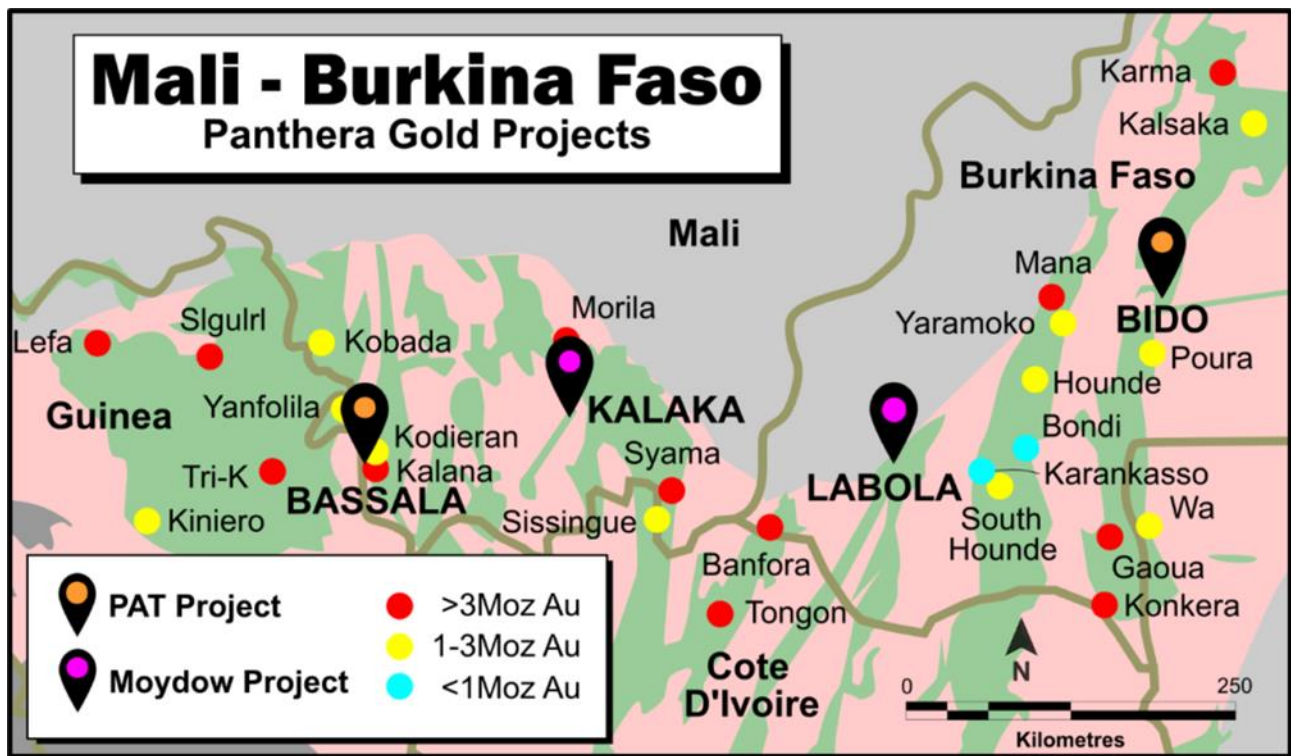 Mali - Burkina Faso
Panthera Gold Projects
Karma
Kalsaka
Burkina Faso
Mali
Mana
Morila
Slgulrl
Lefa
Kobada
Yaramoko
BIDO
Poura
Hounde
Guinea
Yanfolila
KALAKA
Kodieran
Bondi
Syama
Tri-K
Kalana
Karankasso
LABOLA
BASSALA
Kiniero
Sissingue
South
Hounde
Wa
Banfora
Gaoua
Tongon
Konkera
Cote
D'Ivoire
PAT Project
Moydow Project
>3Moz Au
1-3Moz Au
<1Moz Au
N
0 250
Kilometres